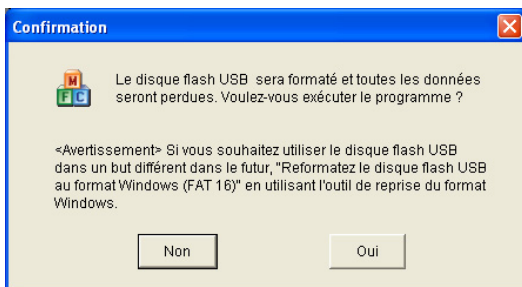 Confirmation
M
F C
Le disque flash USB sera formaté et toutes les données
seront perdues. Voulez-vous exécuter le programme ?
<Avertissement> Si vous souhaitez utiliser le disque flash USB
dans un but différent dans le futur, "Reformatez le disque flash USB
au format Windows (FAT 16)" en utilisant l'outil de reprise du format
Windows.
Non Oui